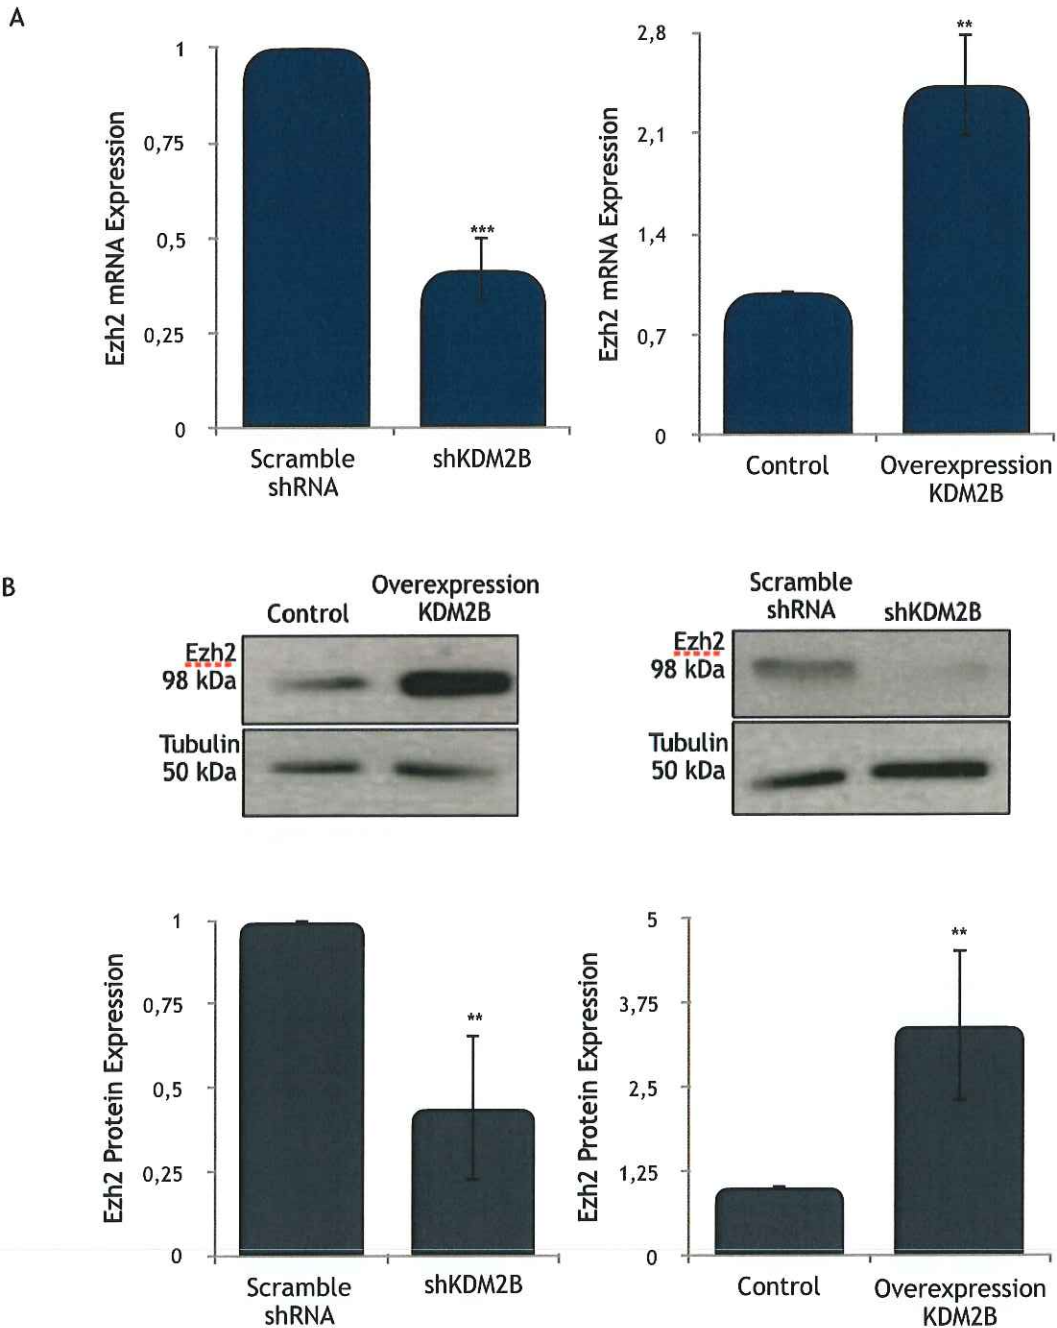 A
1
0,75
0,5
0,25
0
Ezh2 mRNA Expression
***
Scramble
shRNA
shKDM2B
2,8
2,1
1,4
0,7
0
Ezh2 mRNA Expression
**
Control
Overexpression
KDM2B
B
Control
Overexpression
KDM2B
Ezh2
98 kDa
Tubulin
50 kDa
Scramble
shRNA
shKDM2B
Ezh2
98 kDa
Tubulin
50 kDa
1
0,75
0,5
0,25
0
Ezh2 Protein Expression
**
Scramble
shRNA
shKDM2B
5
3,75
2,5
1,25
0
Ezh2 Protein Expression
**
Control
Overexpression
KDM2B